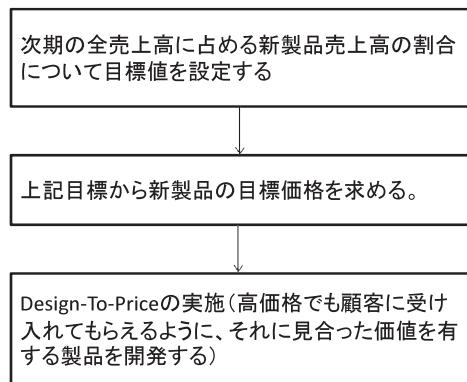 次期の全売上高に占める新製品売上高の割合
について目標値を設定する
上記目標から新製品の目標価格を求める。
Design-To-Priceの実施(高価格でも顧客に受け
入れてもらえるように、それに見合った価値を有
する製品を開発する)